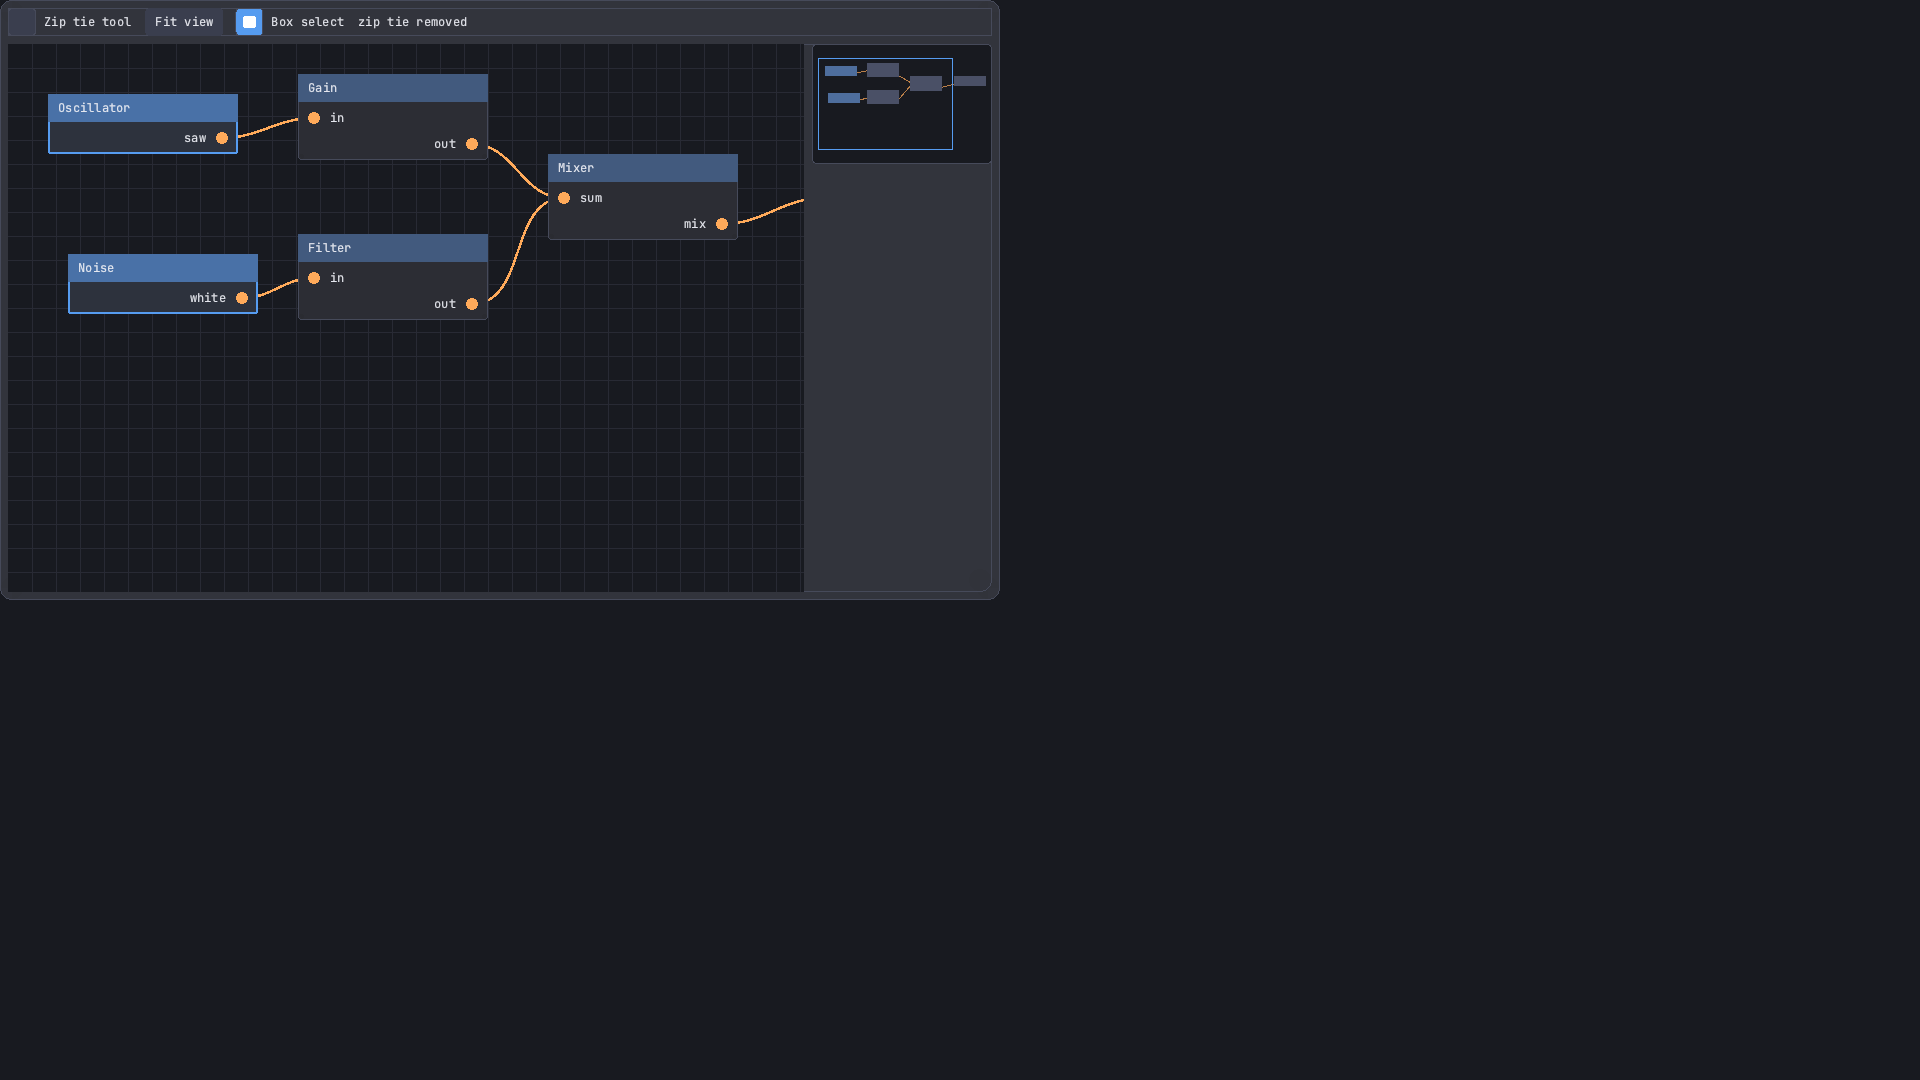 Zip tie tool Fit view Box select zip tie removed
Gain
Oscillator
in
saw
out
Mixer
sum
mix
Filter
Noise
in
white
out